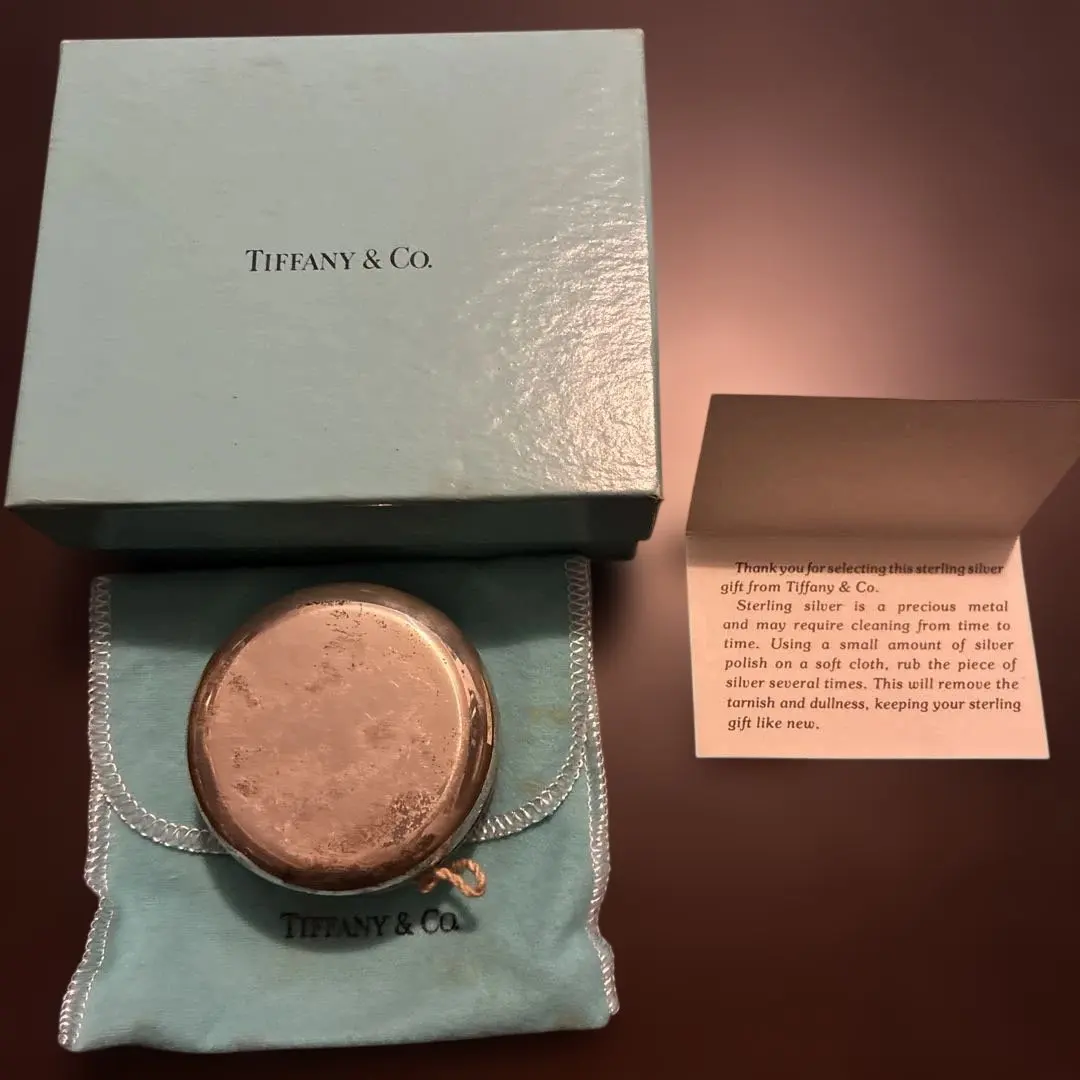 TIFFANY & CO.
Thank you for selecting this sterling silver
gift from Tiffany & Co.
Sterling silver is a precious metal
and may require cleaning from time to
time. Using a small amount of silver
polish on a soft cloth, rub the piece of
silver several times. This will remove the
tarnish and dullness, keeping your sterling
gift like new.
TIFFANY & CO.